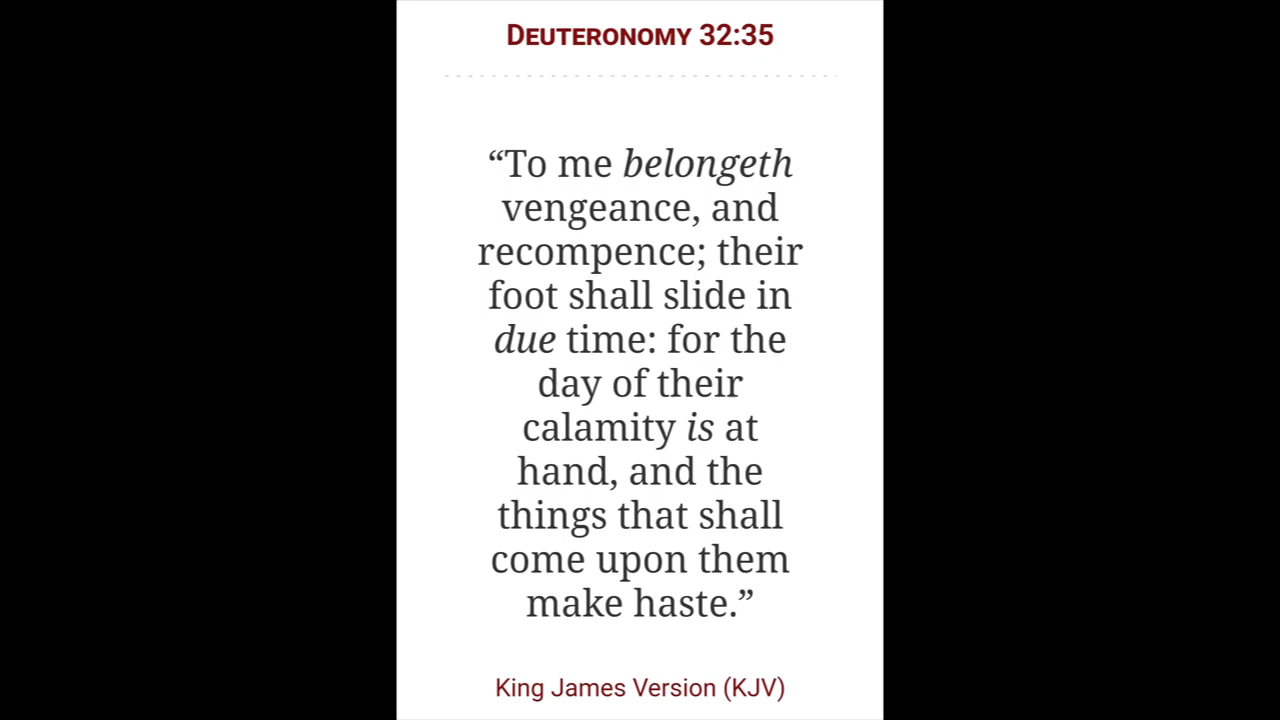 DEUTERONOMY 32:35
“To me belongeth
vengeance, and
recompence; their
foot shall slide in
due time: for the
day of their
calamity is at
hand, and the
things that shall
come upon them
make haste.”
King James Version (KJV)